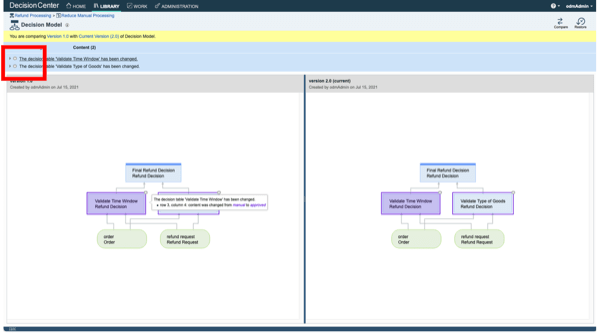 Decision Center HOME LIBRARY WORK ADMINISTRATION odmAdmin
Refund Processing > Reduce Manual Processing
Decision Model
Compare Restore
You are comparing Version 1.0 with Current Version (2.0) of Decision Model
Content (2)
The decision table 'Validate Time Window' has been changed.
The decision table 'Validate Type of Goods' has been changed.
version 1.0
Created by odmAdmin on Jul 15, 2021
version 2.0 (current)
Created by odmAdmin on Jul 15, 2021
Final Refund Decision
Refund Decision
Validate Time Window
Refund Decision
The decision table 'Validate Time Window' has been changed.
row 3, column 4: content was changed from manual to approved
order
Order
refund request
Refund Request
Final Refund Decision
Refund Decision
Validate Time Window
Refund Decision
Validate Type of Goods
Refund Decision
order
Order
refund request
Refund Request